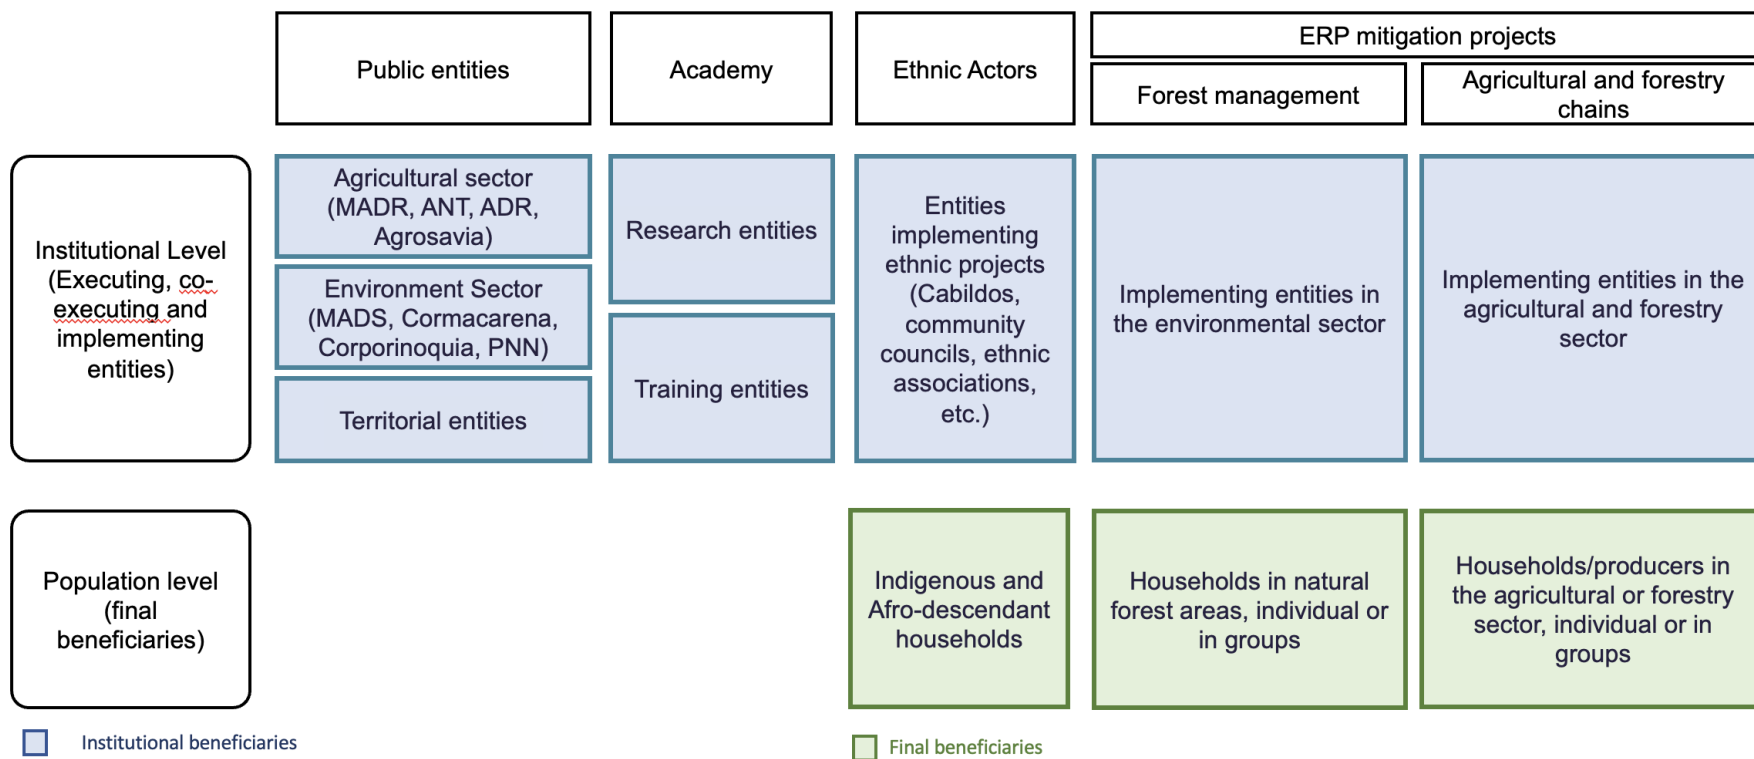 Public entities
Academy
Ethnic Actors
ERP mitigation projects
Forest management
Agricultural and forestry
chains
Institutional Level
(Executing, co-
executing and
implementing
entities)
Agricultural sector
(MADR, ANT, ADR,
Agrosavia)
Environment Sector
(MADS, Cormacarena,
Corporinoquia, PNN)
Territorial entities
Research entities
Training entities
Entities
implementing
ethnic projects
(Cabildos,
community
councils, ethnic
associations,
etc.)
Implementing entities in
the environmental sector
Implementing entities in the
agricultural and forestry
sector
Population level
(final
beneficiaries)
Indigenous and
Afro-descendant
households
Households in natural
forest areas, individual or
in groups
Households/producers in
the agricultural or forestry
sector, individual or in
groups
Institutional beneficiaries
Final beneficiaries